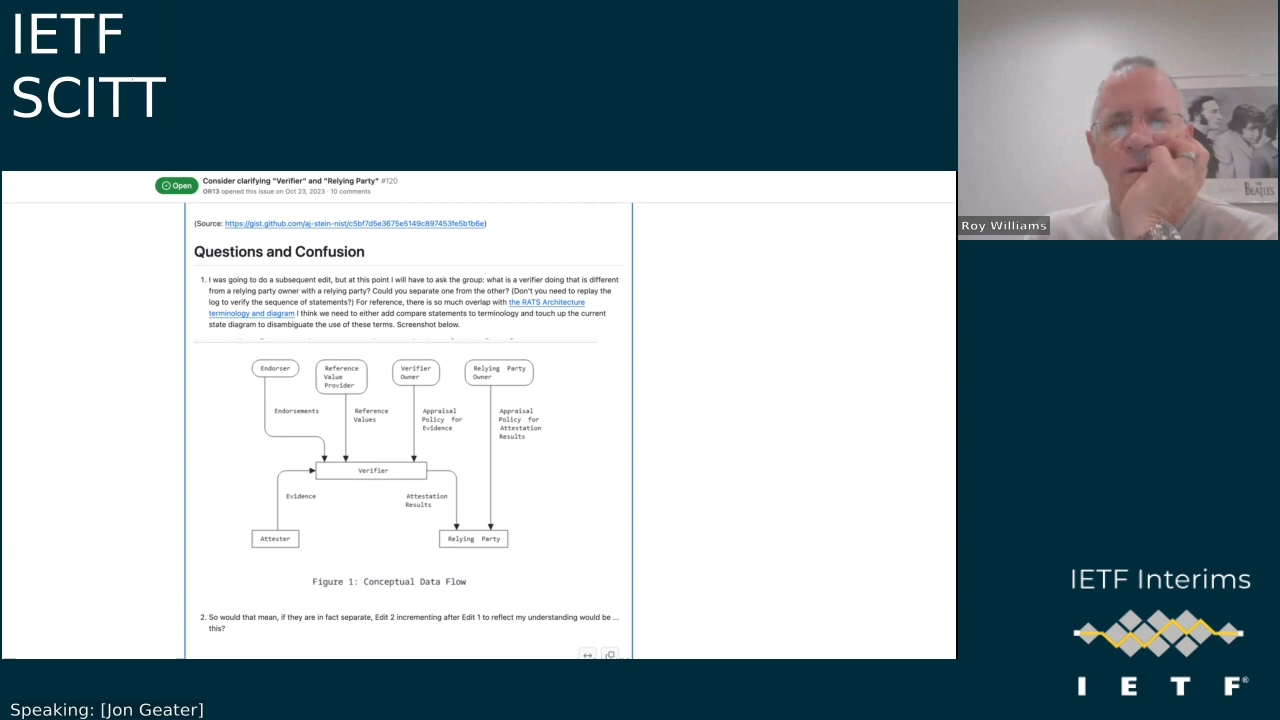 IETF
SCITT
Open
Consider clarifying "Verifier" and "Relying Party" #120
OR13 opened this issue on Oct 23, 2023 · 10 comments
(Source: https://gist.github.com/aj-stein-nist/c5bf7d5e3675e5149c897453fe5b1b6e)
Questions and Confusion
1. I was going to do a subsequent edit, but at this point I will have to ask the group: what is a verifier doing that is different
from a relying party owner with a relying party? Could you separate one from the other? (Don't you need to replay the
log to verify the sequence of statements?) For reference, there is so much overlap with the RATS Architecture
terminology and diagram I think we need to either add compare statements to terminology and touch up the current
state diagram to disambiguate the use of these terms. Screenshot below.
Endorser
Reference
Value
Provider
Verifier
Owner
Relying Party
Owner
Endorsements
Reference
Values
Appraisal
Policy for
Evidence
Appraisal
Policy for
Attestation
Results
Verifier
Evidence
Attestation
Results
Attester
Relying Party
Figure 1: Conceptual Data Flow
2. So would that mean, if they are in fact separate, Edit 2 incrementing after Edit 1 to reflect my understanding would be ...
this?
THE
BEATLES
Roy Williams
IETF Interims
I E T F®
Speaking: [Jon Geater]